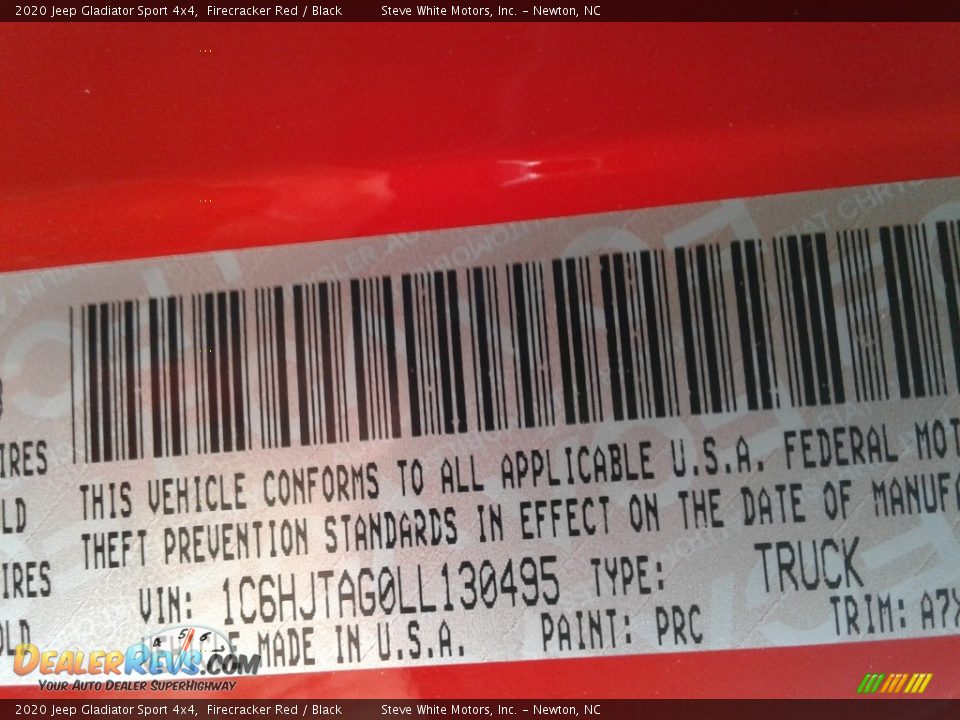 2020 Jeep Gladiator Sport 4x4, Firecracker Red / Black Steve White Motors, Inc. - Newton, NC
THIS VEHICLE CONFORMS TO ALL APPLICABLE U.S.A. FEDERAL MOT
IRES
THEFT PREVENTION STANDARDS IN EFFECT ON THE DATE OF MANUFA
LD
VIN: 1C6HJTAG0LL130495 TYPE: TRUCK
IRES
MADE IN U.S.A. PAINT: PRC TRIM: A7X
OLD
DEALERREVS.COM
YOUR AUTO DEALER SUPERHIGHWAY
2020 Jeep Gladiator Sport 4x4, Firecracker Red / Black Steve White Motors, Inc. - Newton, NC